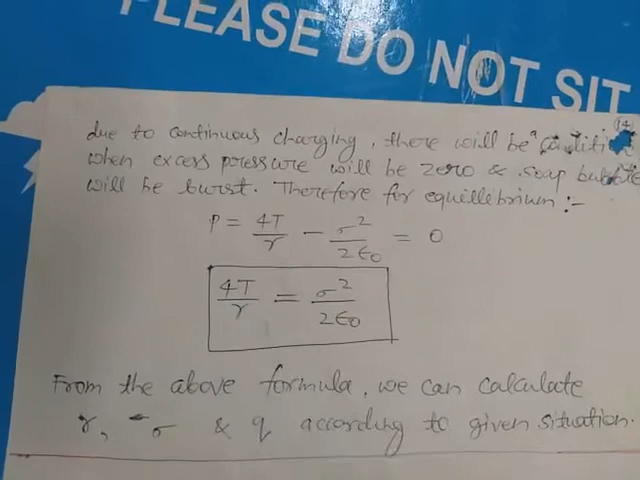 PLEASE DO NOT SIT
(14)
due to continuous charging, there will be a conditi
when excess pressure will be zero & soap bubble
will be burst. Therefore for equillibrium :-
P = 4T/r - σ²/2ϵ₀ = 0
4T/r = σ²/2ϵ₀
From the above formula, we can calculate
r, σ & q according to given situation.